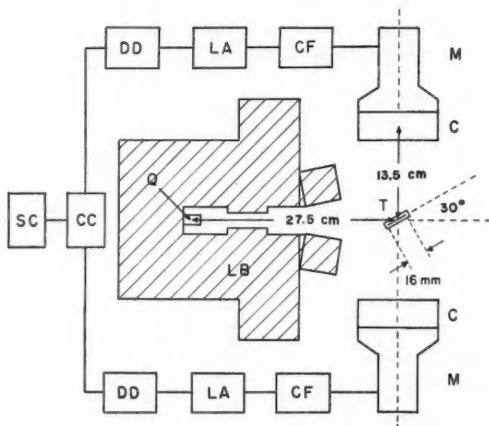 DD LA CF M
C
13,5 cm
Q
T
30°
27.5 cm
SC CC
LB
16 mm
C
DD LA CF M